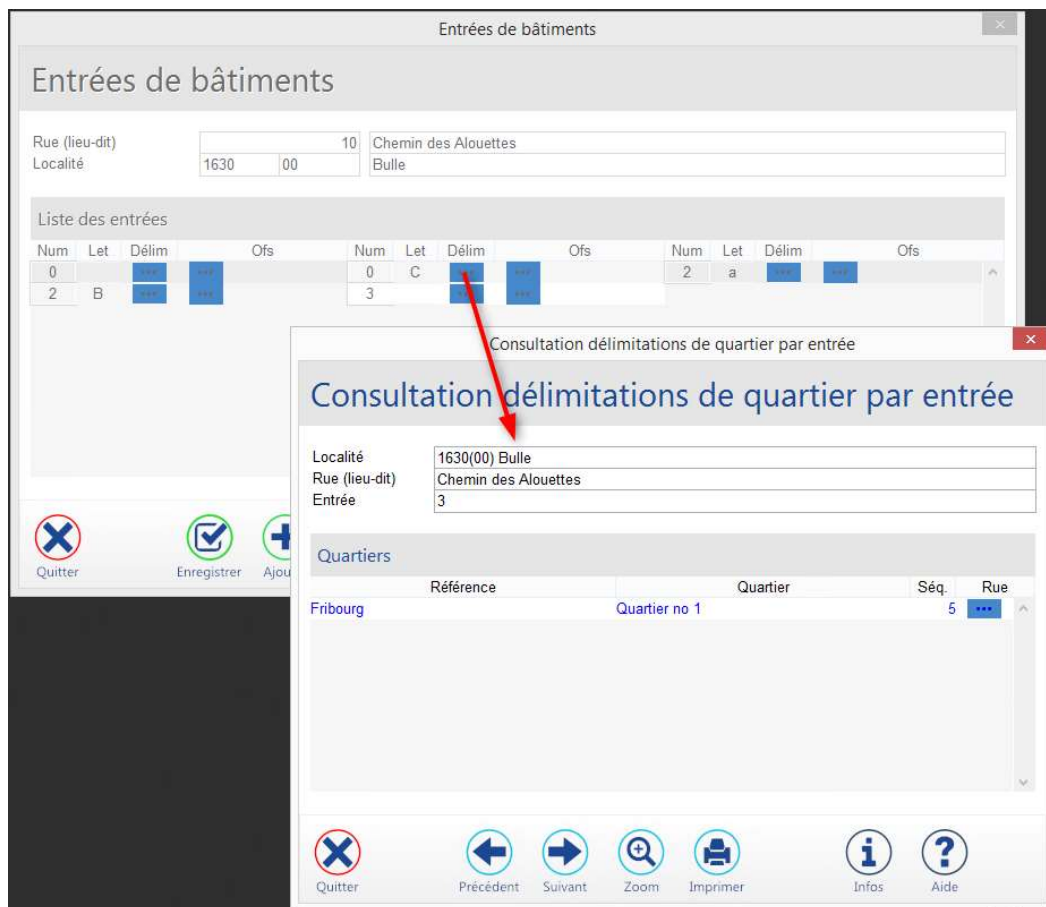 Entrées de bâtiments
Entrées de bâtiments
Rue (lieu-dit) 10 Chemin des Alouettes
Localité 1630 00 Bulle
Liste des entrées
Num Let Délim Ofs Num Let Délim Ofs Num Let Délim Ofs
0 ... ... 0 C ... ... 2 a ... ...
2 B ... ... 3 ... ...
Quitter Enregistrer
Consultation délimitations de quartier par entrée
Consultation délimitations de quartier par entrée
Localité 1630(00) Bulle
Rue (lieu-dit) Chemin des Alouettes
Entrée 3
Quartiers
Référence Quartier Séq. Rue
Fribourg Quartier no 1 5 ...
Quitter Précédent Suivant Zoom Imprimer Infos Aide